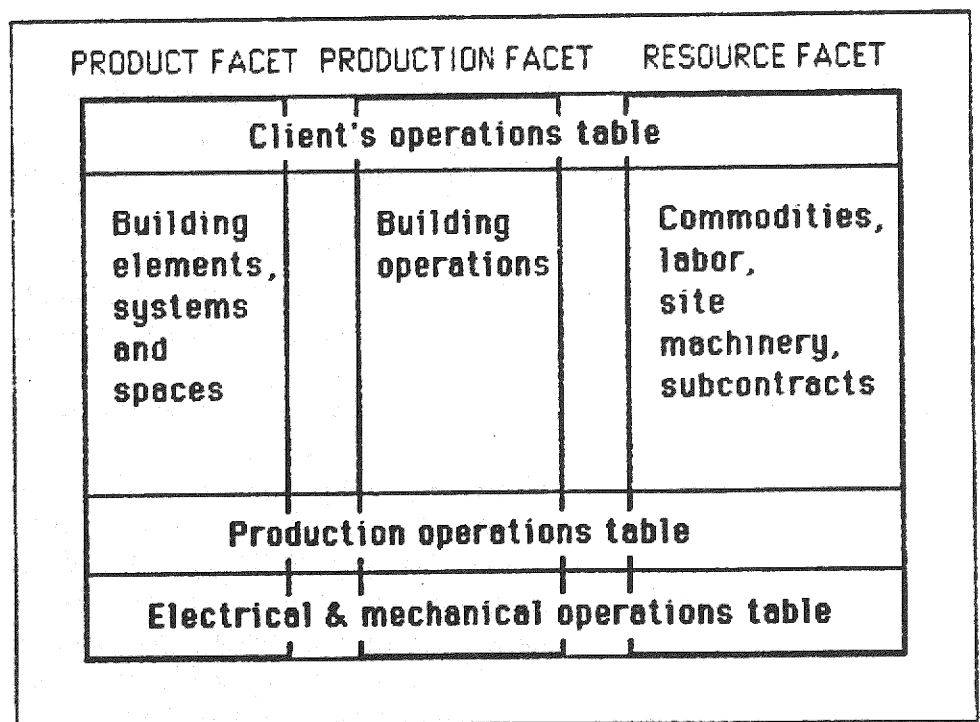 PRODUCT FACET PRODUCTION FACET RESOURCE FACET
Client's operations table
Building
elements,
systems
and
spaces
Building
operations
Commodities,
labor,
site
machinery,
subcontracts
Production operations table
Electrical & mechanical operations table